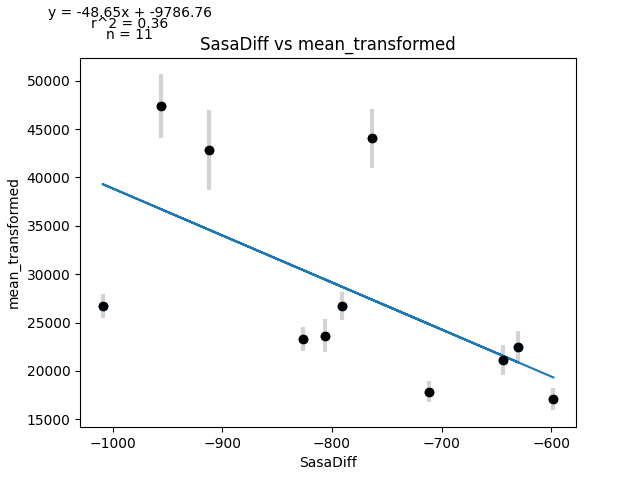 y = -48.65x + -9786.76
r^2 = 0.36
n = 11
SasaDiff vs mean_transformed
50000
45000
40000
35000
30000
25000
20000
15000
mean_transformed
−1000
−900
−800
−700
−600
SasaDiff